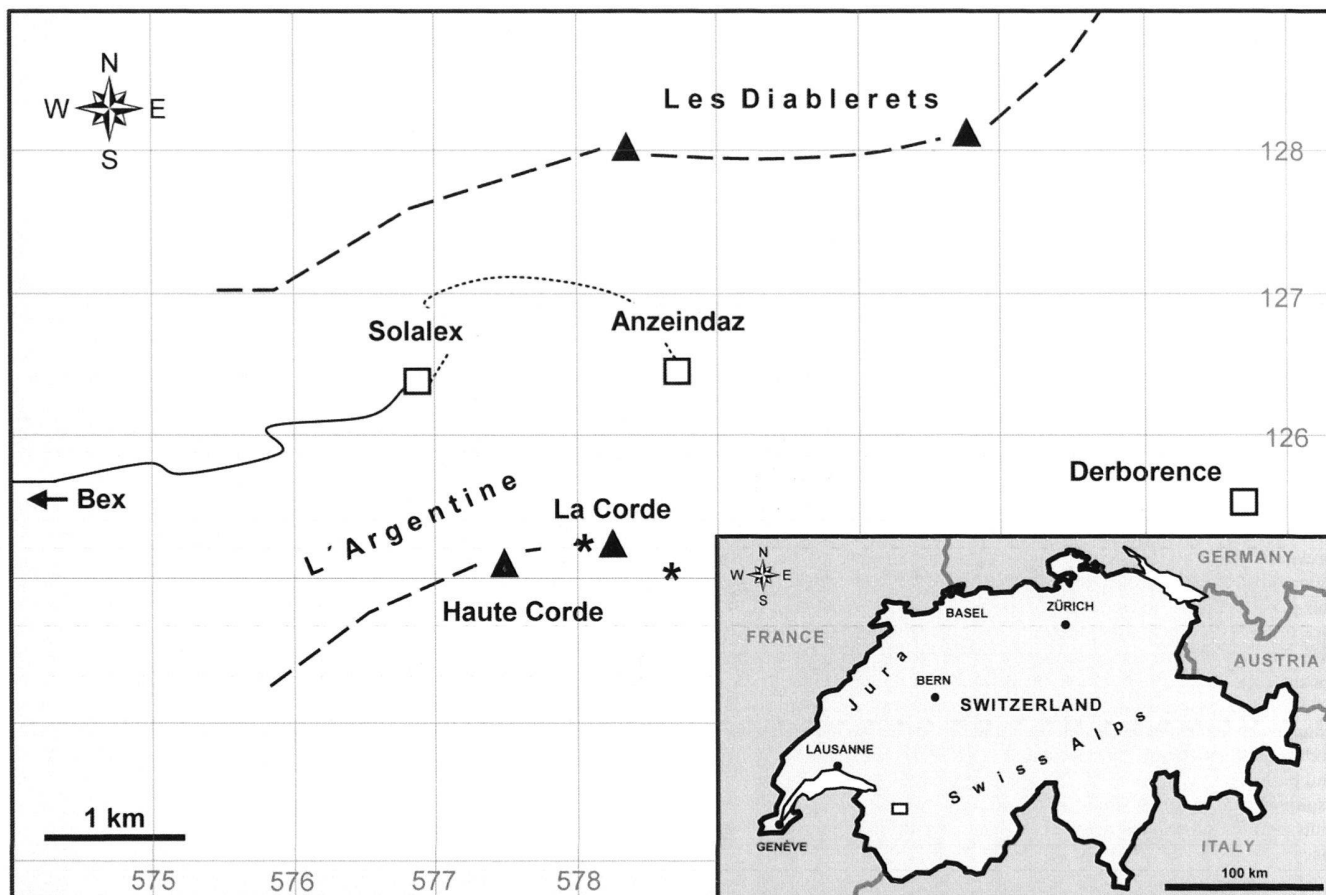 N
W E
S
Les Diablerets
128
127
Solalex
Anzeindaz
126
Derborence
Bex
L'Argentine
La Corde
*
*
Haute Corde
1 km
575 576 577 578
N
W E
S
GERMANY
BASEL
ZÜRICH
FRANCE
AUSTRIA
Jura
BERN
SWITZERLAND
LAUSANNE
Swiss Alps
GENÈVE
ITALY
100 km